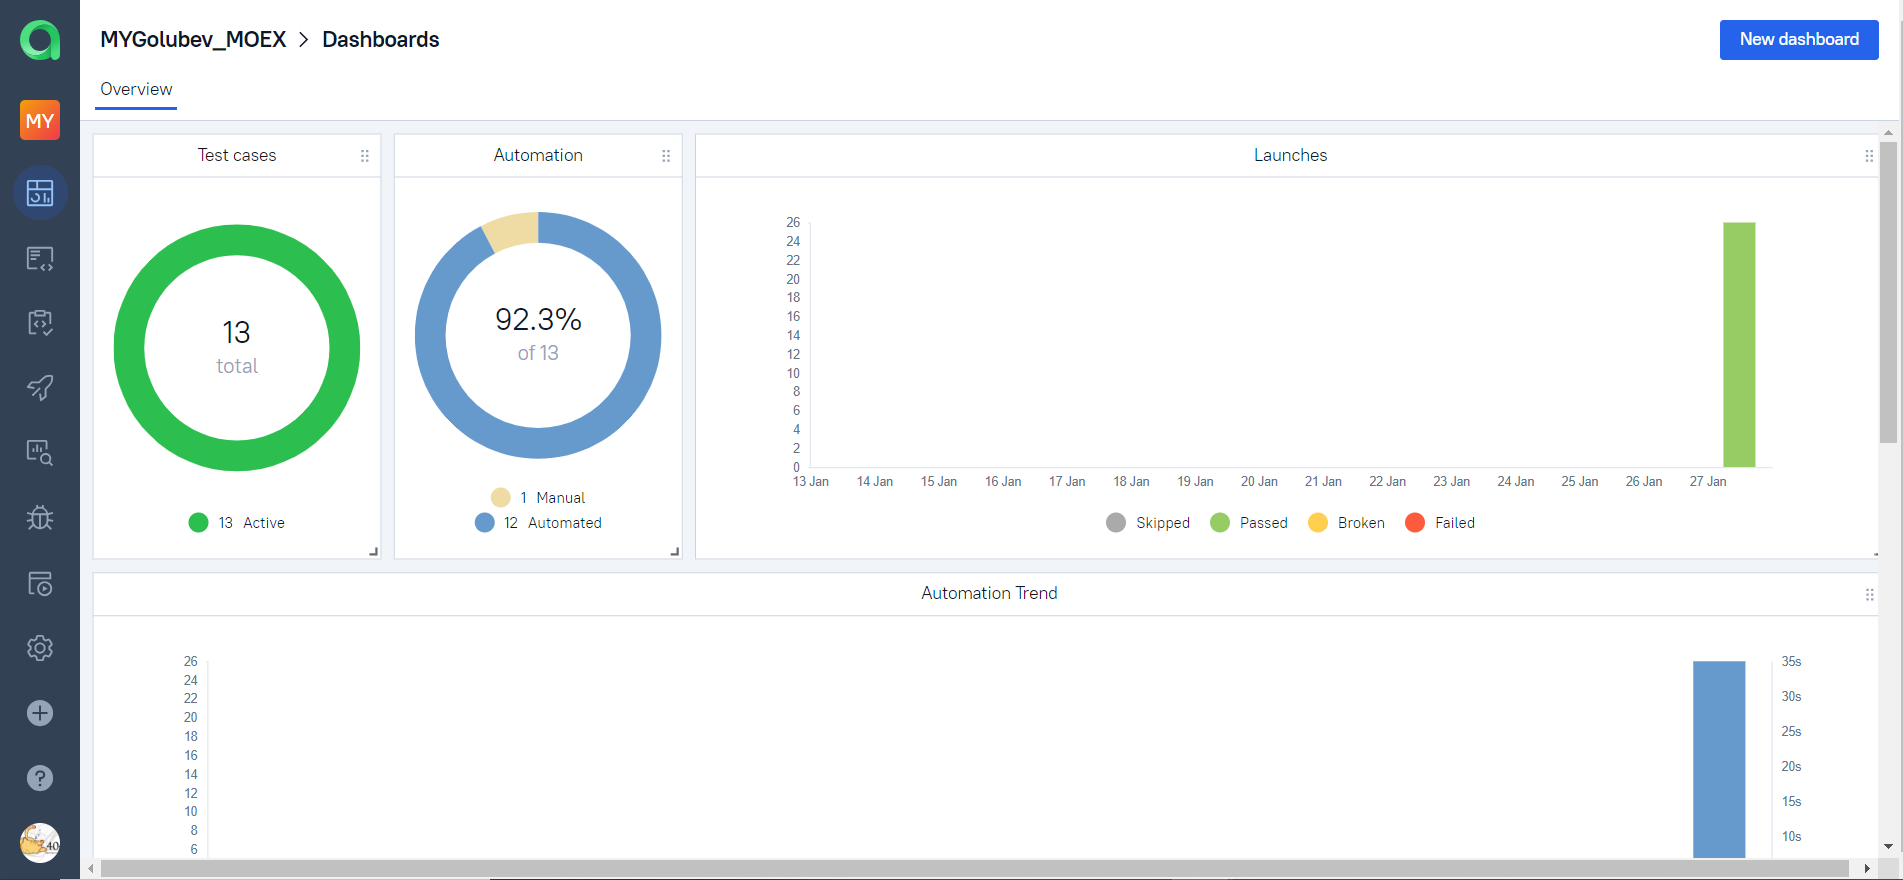 MYGolubev_MOEX > Dashboards
New dashboard
Overview
MY
Test cases
13
total
13 Active
Automation
92.3%
of 13
1 Manual
12 Automated
Launches
26
24
22
20
18
16
14
12
10
8
6
4
2
0
13 Jan 14 Jan 15 Jan 16 Jan 17 Jan 18 Jan 19 Jan 20 Jan 21 Jan 22 Jan 23 Jan 24 Jan 25 Jan 26 Jan 27 Jan
Skipped Passed Broken Failed
Automation Trend
26
24
22
20
18
16
14
12
10
8
6
35s
30s
25s
20s
15s
10s
40